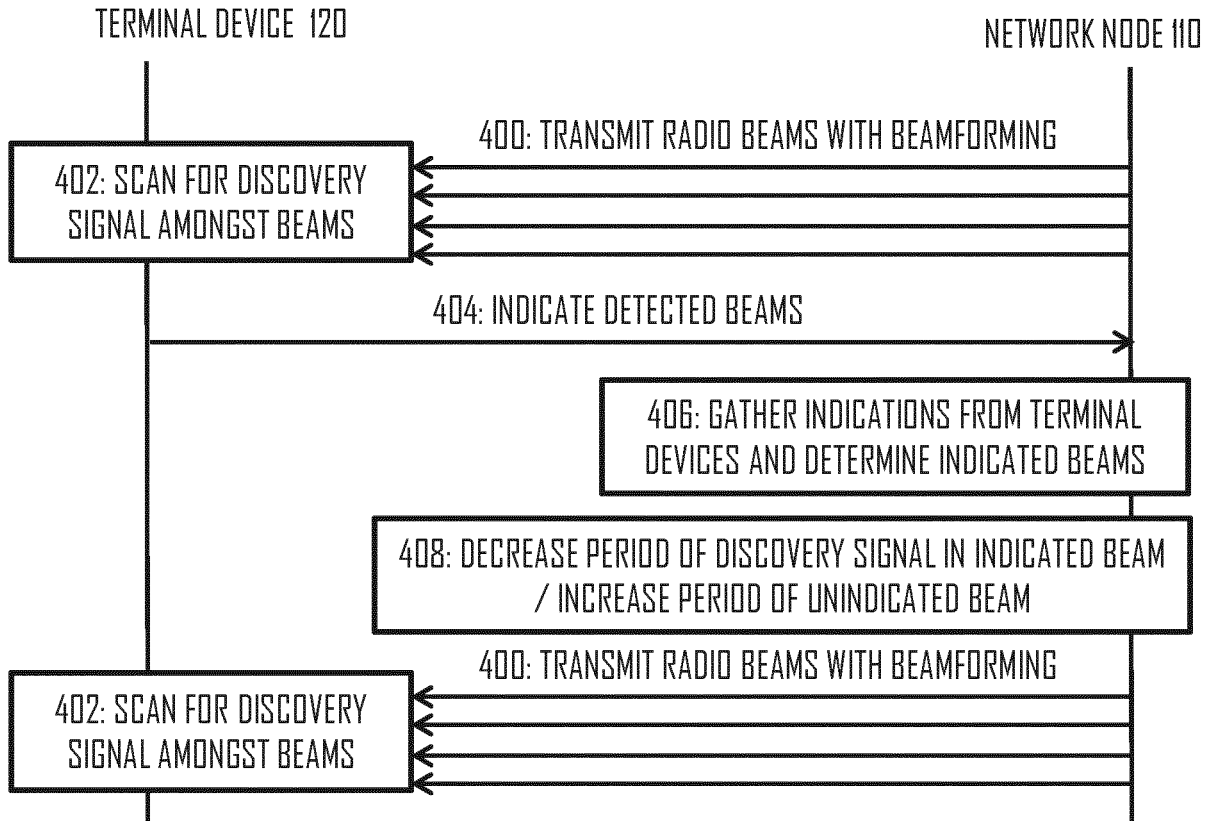 TERMINAL DEVICE 120
NETWORK NODE 110
400: TRANSMIT RADIO BEAMS WITH BEAMFORMING
402: SCAN FOR DISCOVERY
SIGNAL AMONGST BEAMS
404: INDICATE DETECTED BEAMS
406: GATHER INDICATIONS FROM TERMINAL
DEVICES AND DETERMINE INDICATED BEAMS
408: DECREASE PERIOD OF DISCOVERY SIGNAL IN INDICATED BEAM
/ INCREASE PERIOD OF UNINDICATED BEAM
400: TRANSMIT RADIO BEAMS WITH BEAMFORMING
402: SCAN FOR DISCOVERY
SIGNAL AMONGST BEAMS